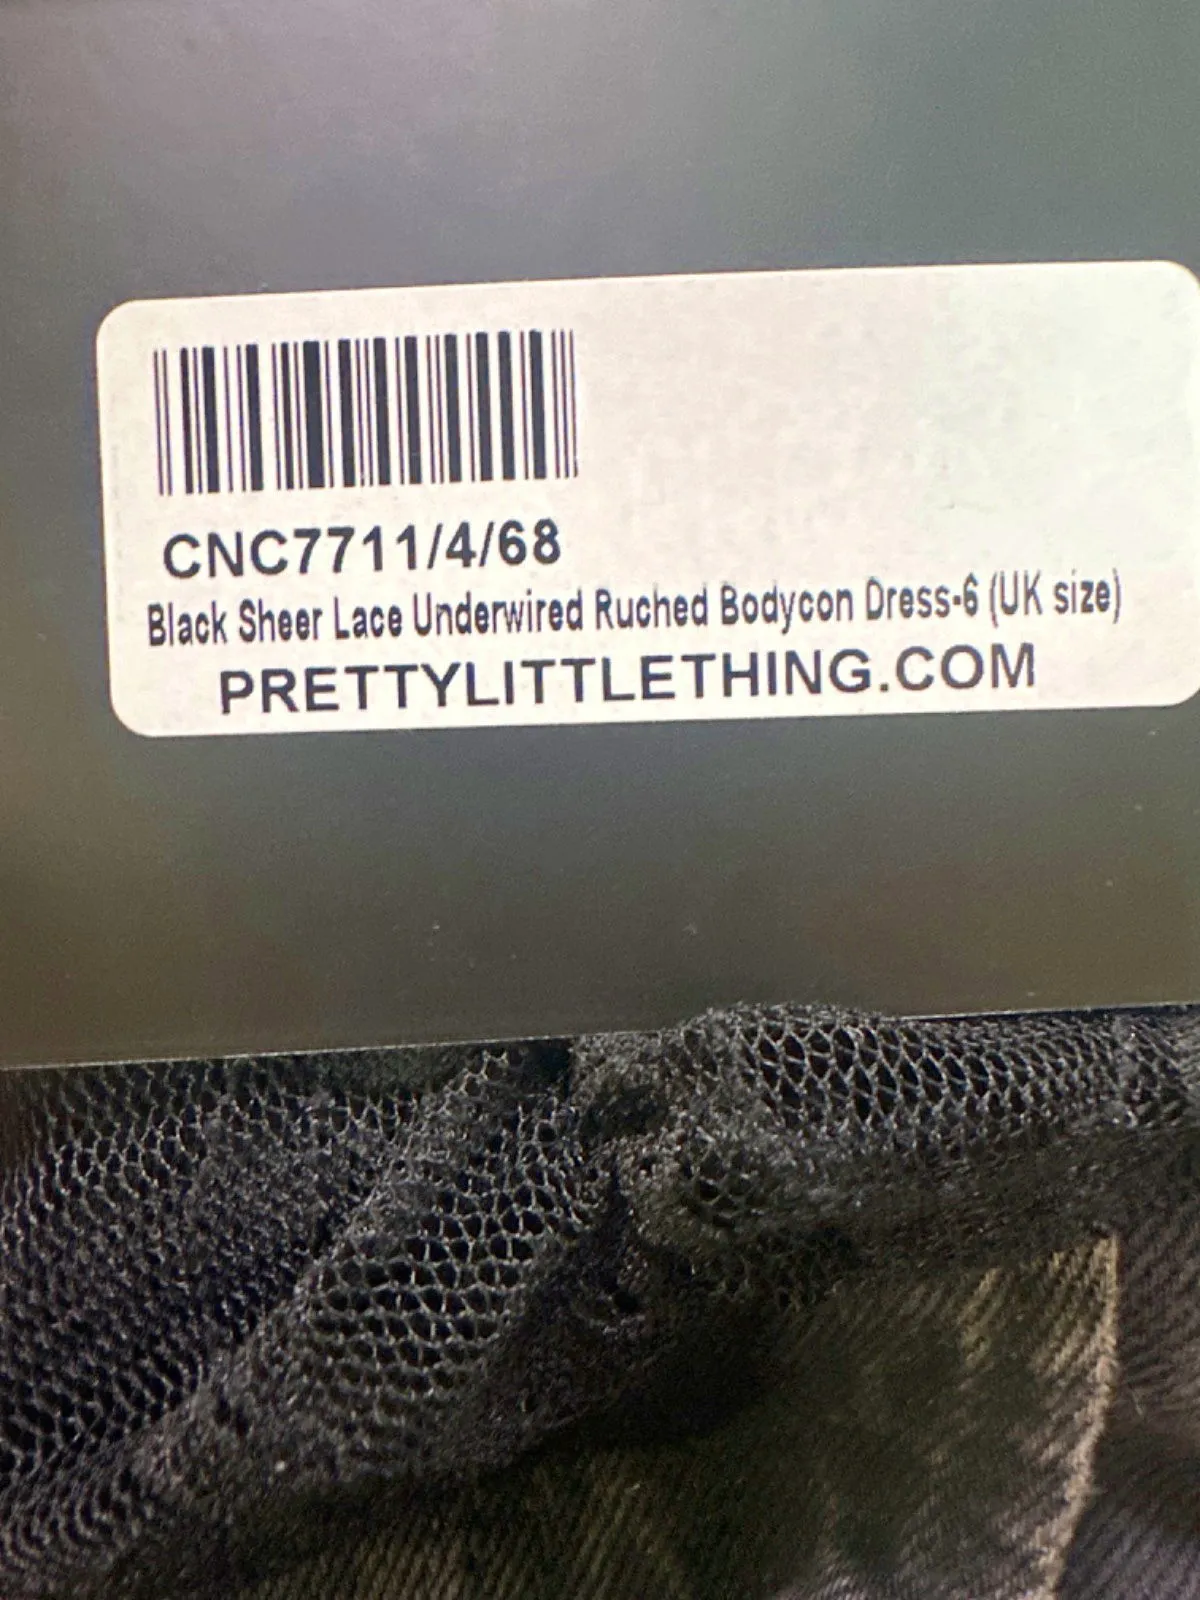 CNC7711/4/68
Black Sheer Lace Underwired Ruched Bodycon Dress-6 (UK size)
PRETTYLITTLETHING.COM